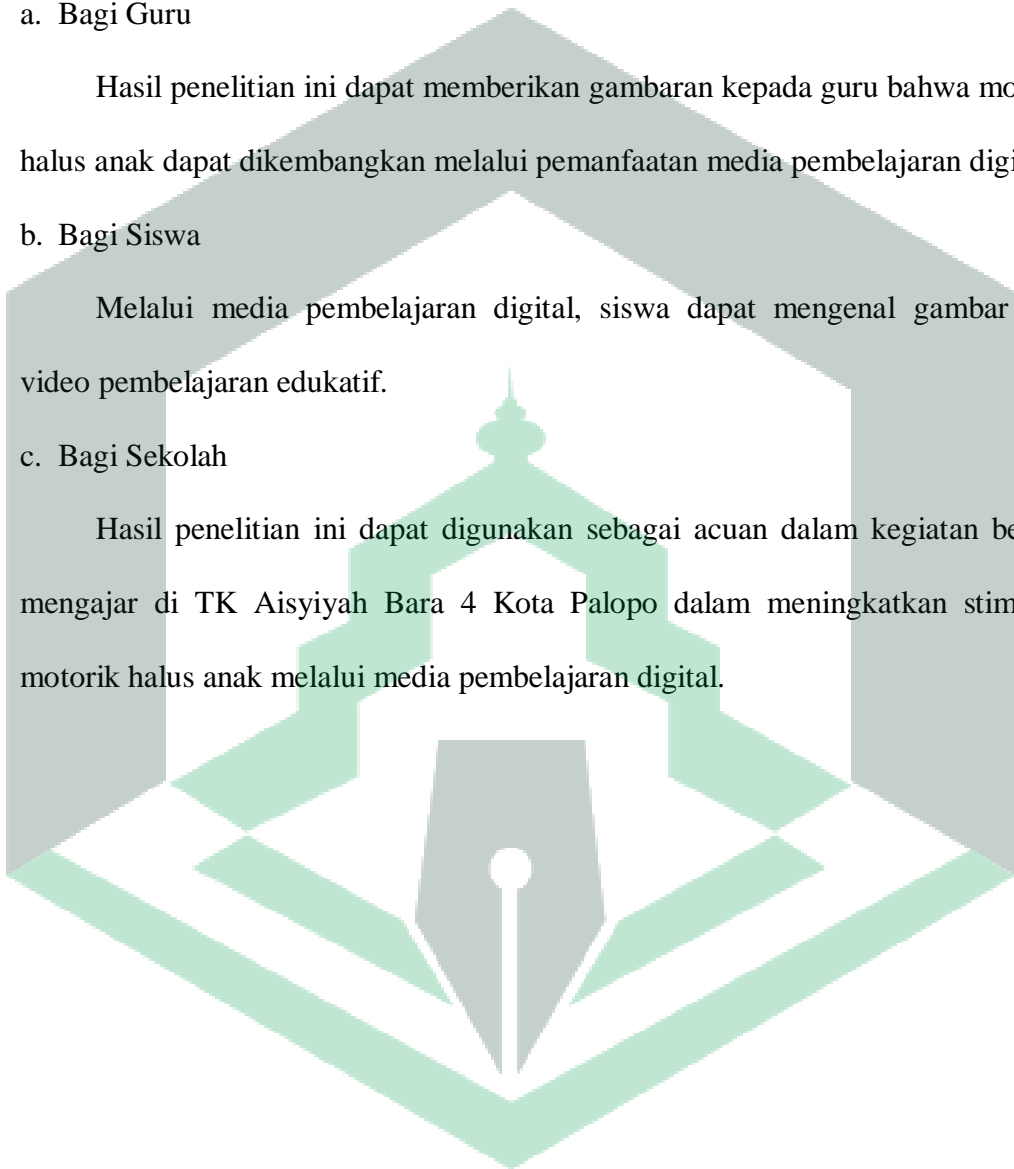 a. Bagi Guru
Hasil penelitian ini dapat memberikan gambaran kepada guru bahwa
halus anak dapat dikembangkan melalui pemanfaatan media pembelajaran
b. Bagi Siswa
Melalui media pembelajaran digital, siswa dapat mengenal gambar
video pembelajaran edukatif.
c. Bagi Sekolah
Hasil penelitian ini dapat digunakan sebagai acuan dalam kegiatan
mengajar di TK Aisyiyah Bara 4 Kota Palopo dalam meningkatkan
motorik halus anak melalui media pembelajaran digital.